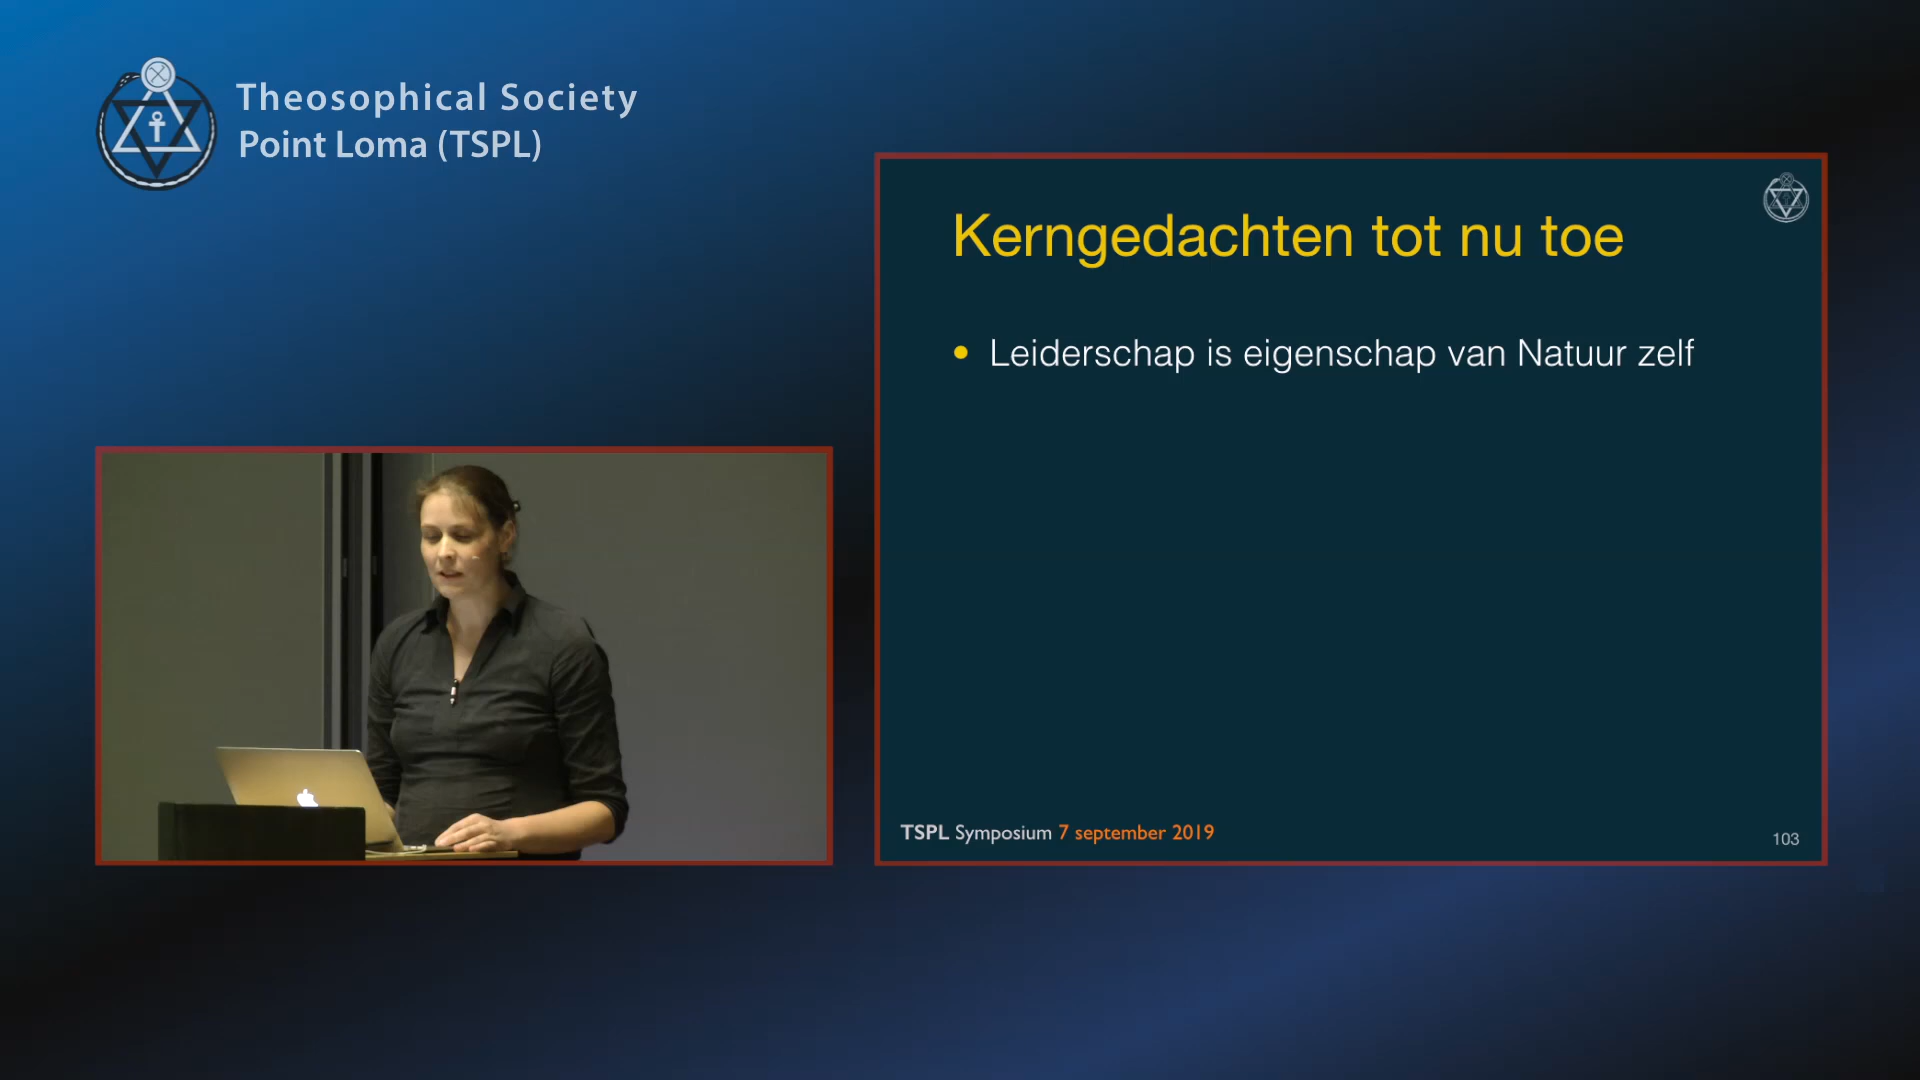 Theosophical Society
Point Loma (TSPL)
Kerngedachten tot nu toe
• Leiderschap is eigenschap van Natuur zelf
TSPL Symposium 7 september 2019
103